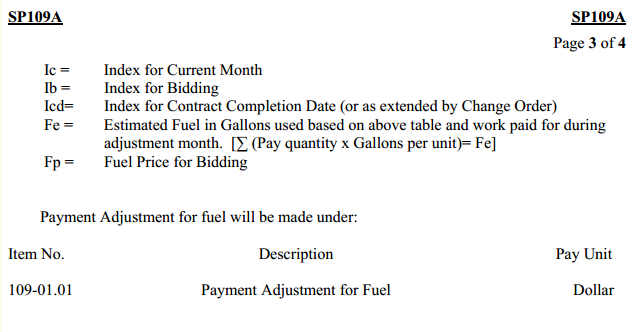 SP109A SP109A
Page 3 of 4
Ic = Index for Current Month
Ib = Index for Bidding
Icd= Index for Contract Completion Date (or as extended by Change Order)
Fe = Estimated Fuel in Gallons used based on above table and work paid for during
adjustment month. [∑ (Pay quantity x Gallons per unit)= Fe]
Fp = Fuel Price for Bidding
Payment Adjustment for fuel will be made under:
Item No. Description Pay Unit
109-01.01 Payment Adjustment for Fuel Dollar